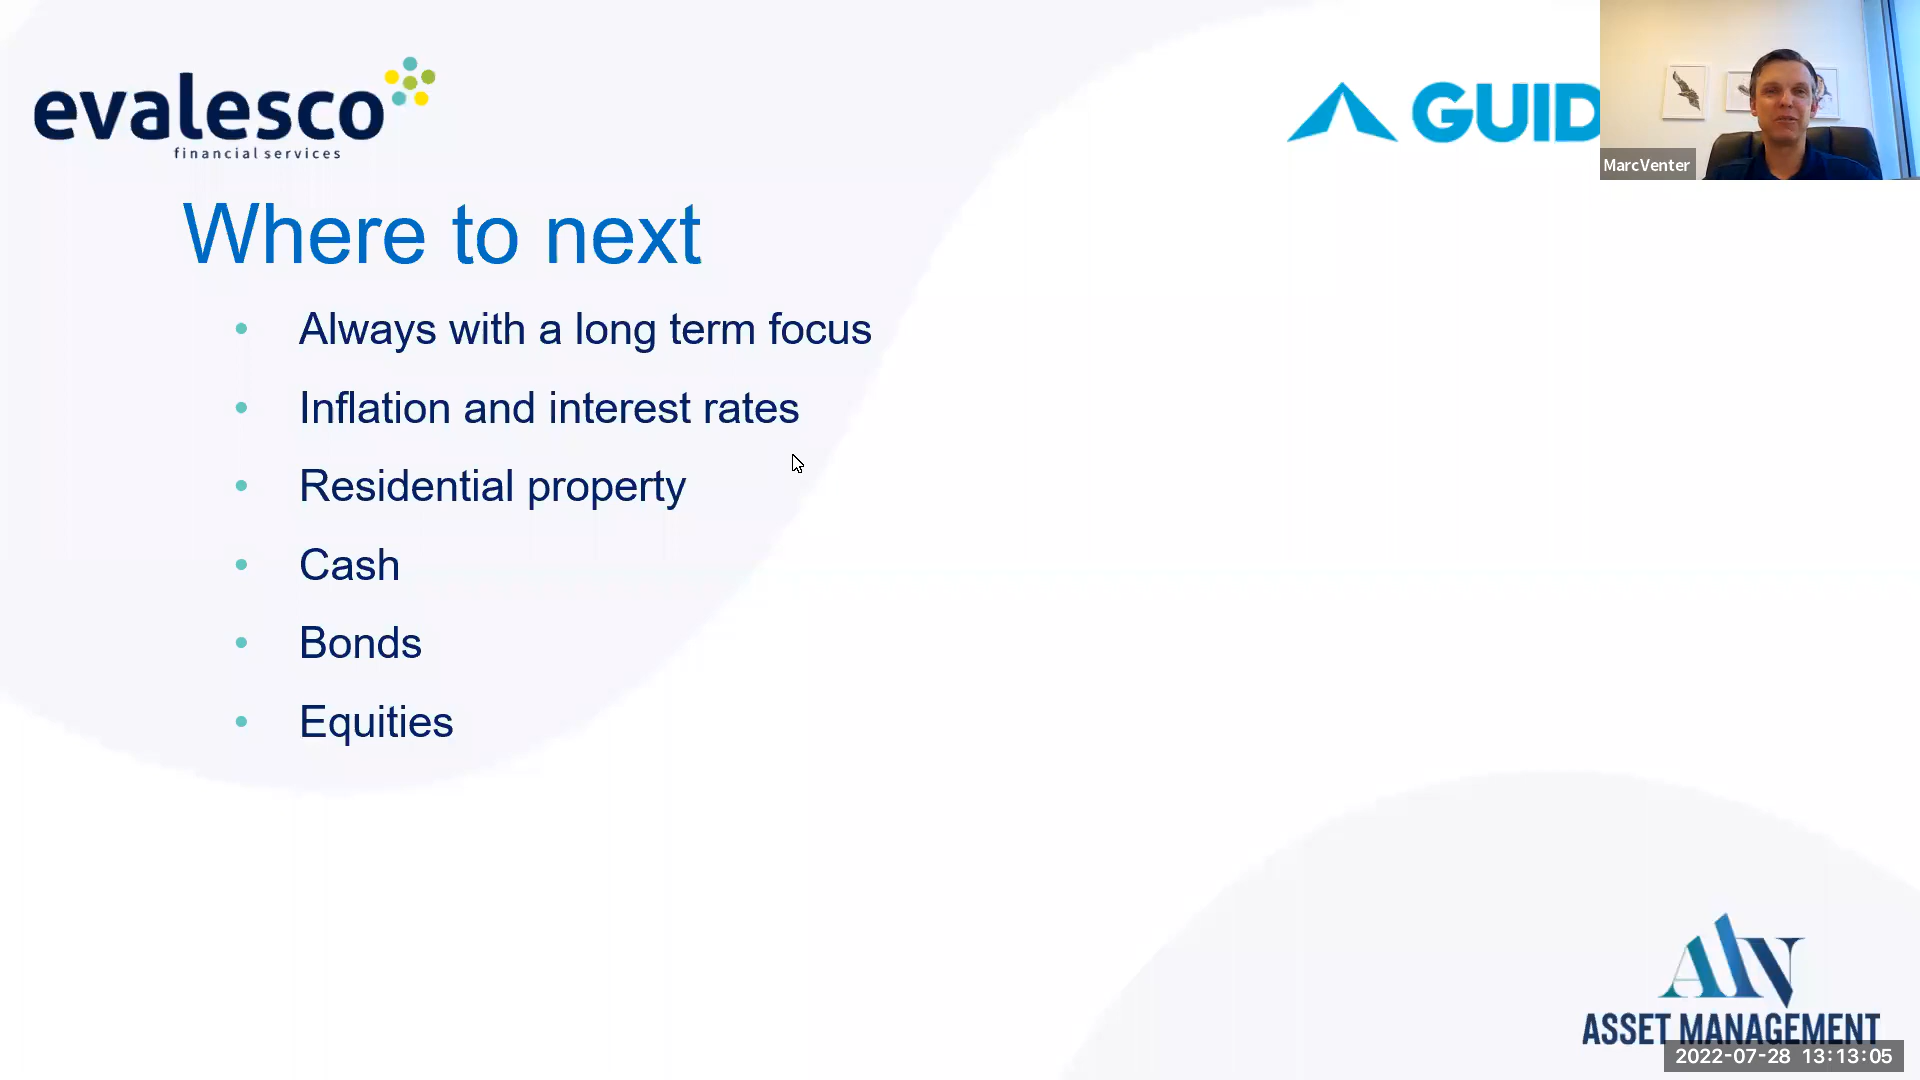 evalesco
financial services
GUID
MarcVenter
Where to next
• Always with a long term focus
• Inflation and interest rates
• Residential property
• Cash
• Bonds
• Equities
ASSET MANAGEMENT
2022-07-28 13:13:05